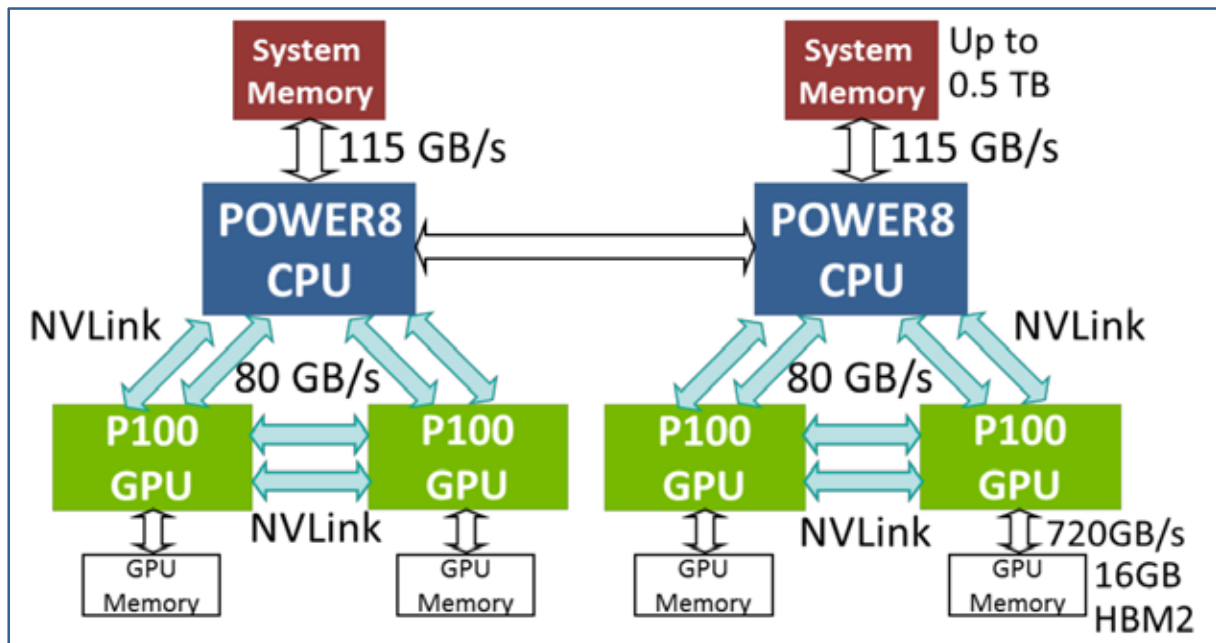 System
Memory
System
Memory
Up to
0.5 TB
115 GB/s
115 GB/s
POWER8
CPU
POWER8
CPU
NVLink
NVLink
80 GB/s
80 GB/s
P100
GPU
P100
GPU
P100
GPU
P100
GPU
NVLink
NVLink
GPU
Memory
GPU
Memory
GPU
Memory
GPU
Memory
720GB/s
16GB
HBM2